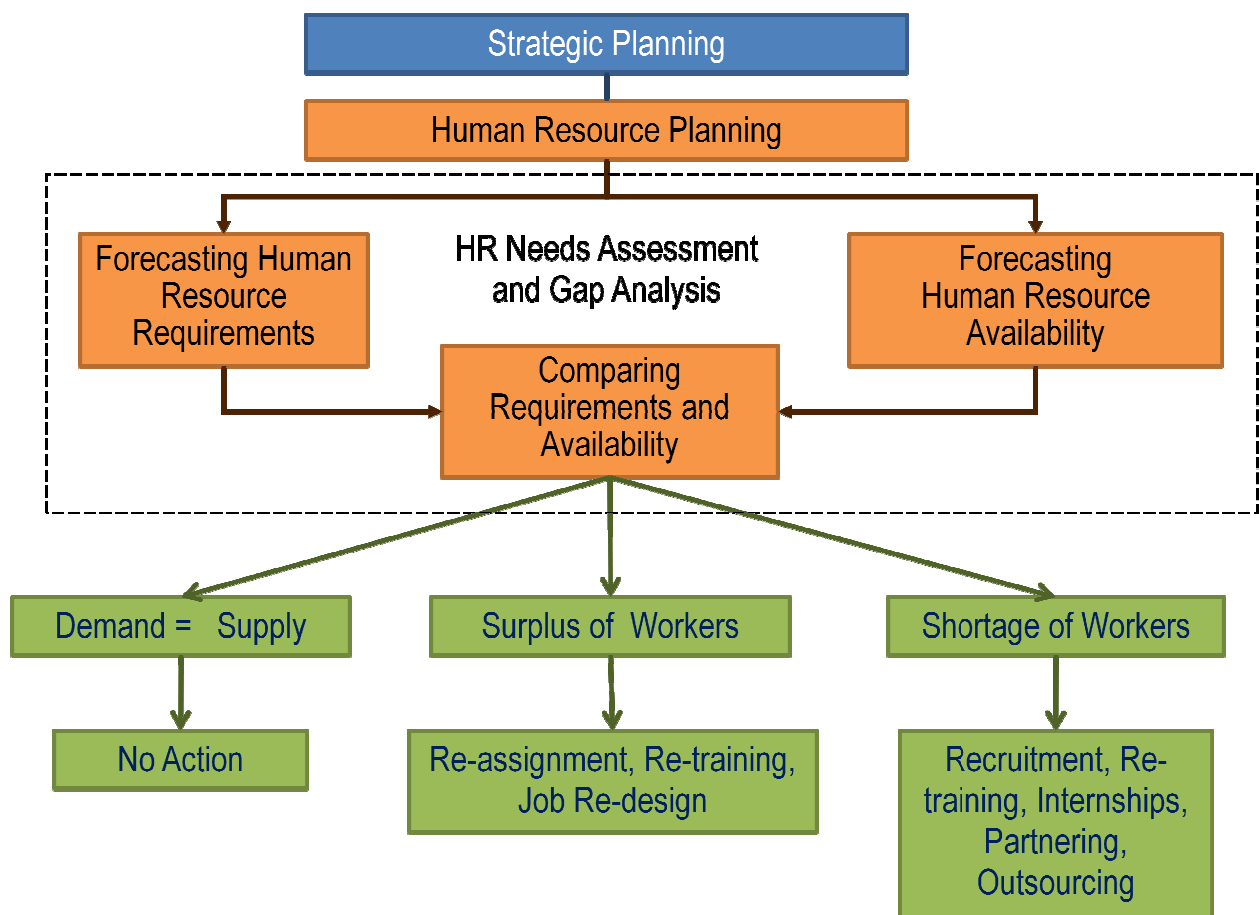 Strategic Planning
Human Resource Planning
Forecasting Human
Resource
Requirements
HR Needs Assessment
and Gap Analysis
Forecasting
Human Resource
Availability
Comparing
Requirements and
Availability
Demand = Supply
Surplus of Workers
Shortage of Workers
No Action
Re-assignment, Re-training,
Job Re-design
Recruitment, Re-
training, Internships,
Partnering,
Outsourcing